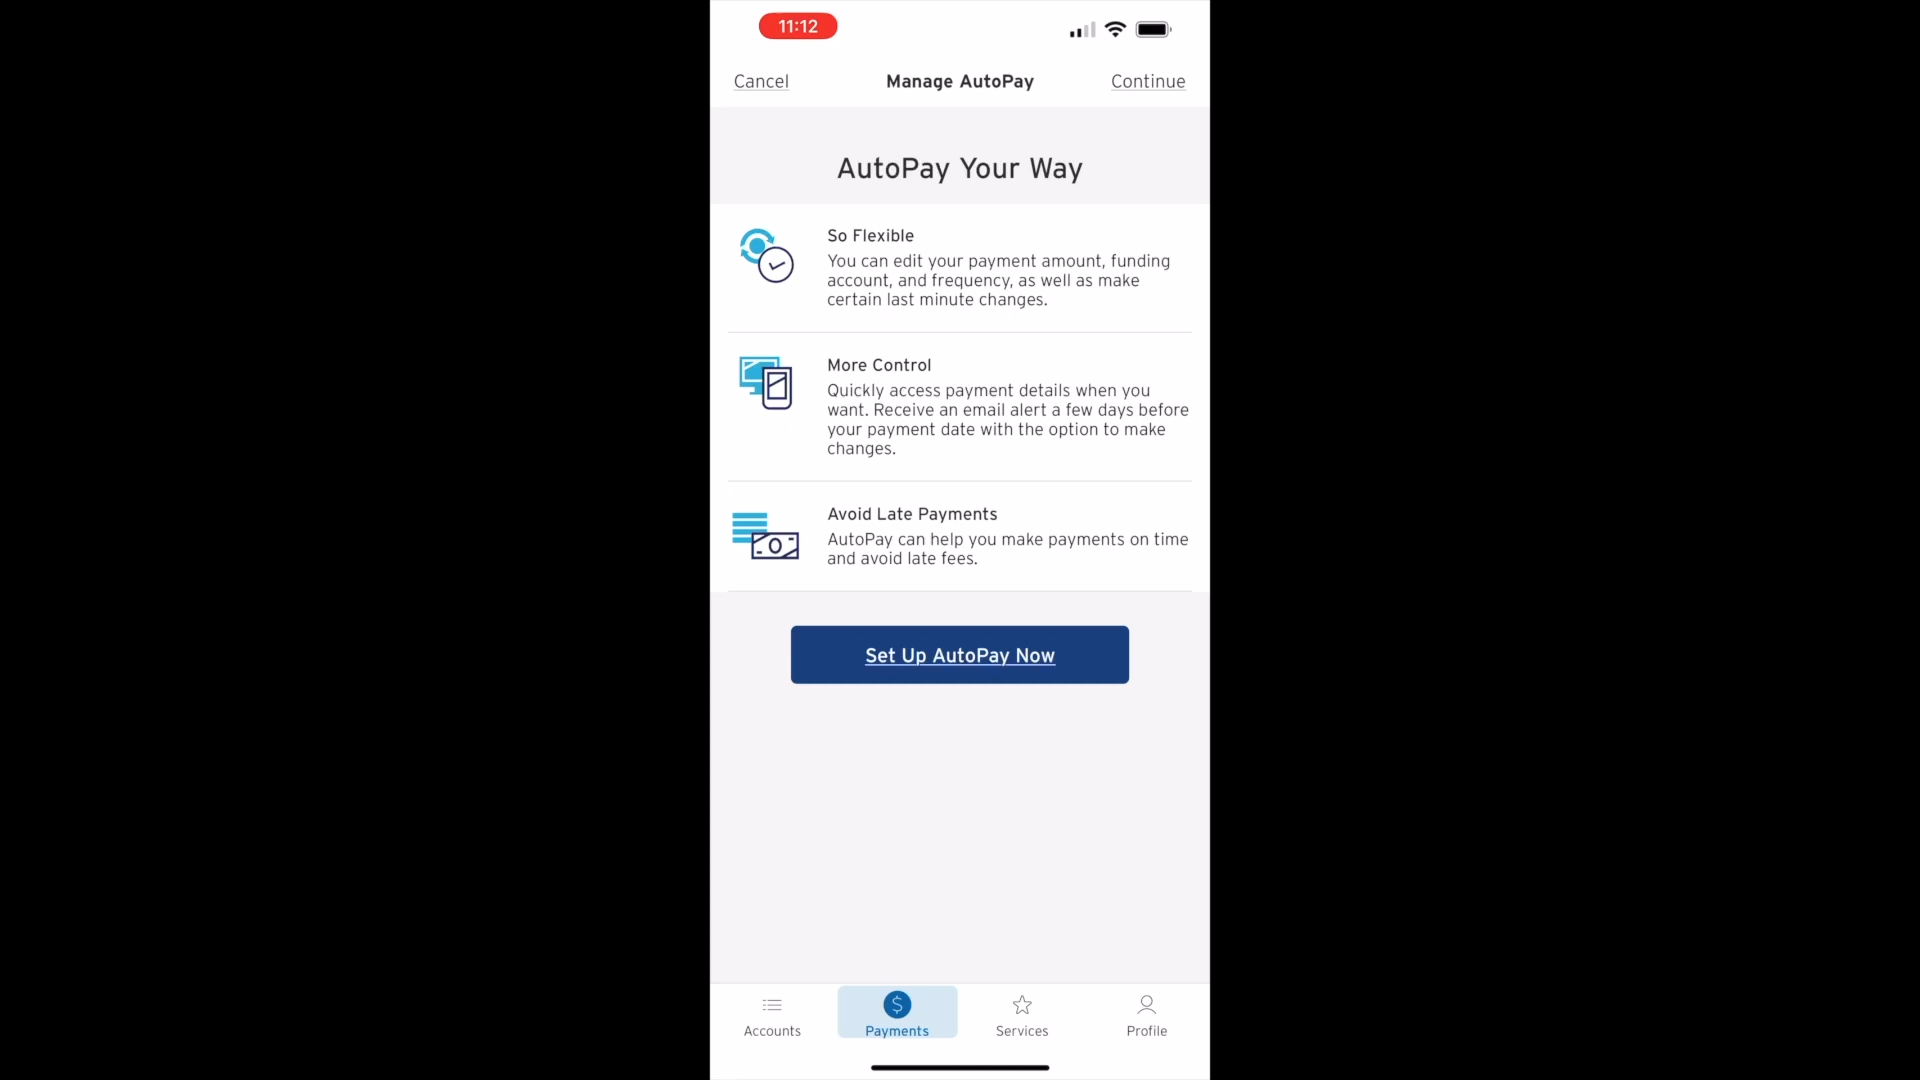 11:12
Cancel
Manage AutoPay
Continue
AutoPay Your Way
So Flexible
You can edit your payment amount, funding
account, and frequency, as well as make
certain last minute changes.
More Control
Quickly access payment details when you
want. Receive an email alert a few days before
your payment date with the option to make
changes.
Avoid Late Payments
AutoPay can help you make payments on time
and avoid late fees.
Set Up AutoPay Now
Accounts
Payments
Services
Profile